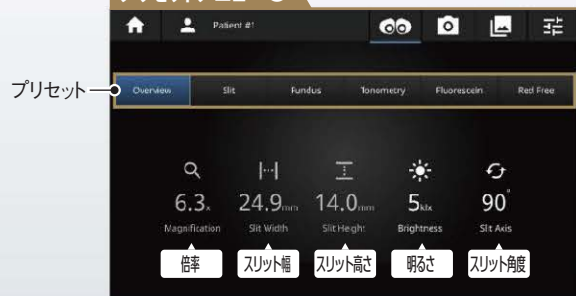 Patient #1
プリセット
Overview Slit Fundus Tonometry Fluorescein Red Free
6.3x 24.9mm 14.0mm 5klx 90°
Magnification Slit Width Slit Height Brightness Slit Axis
倍率 スリット幅 スリット高さ 明るさ スリット角度